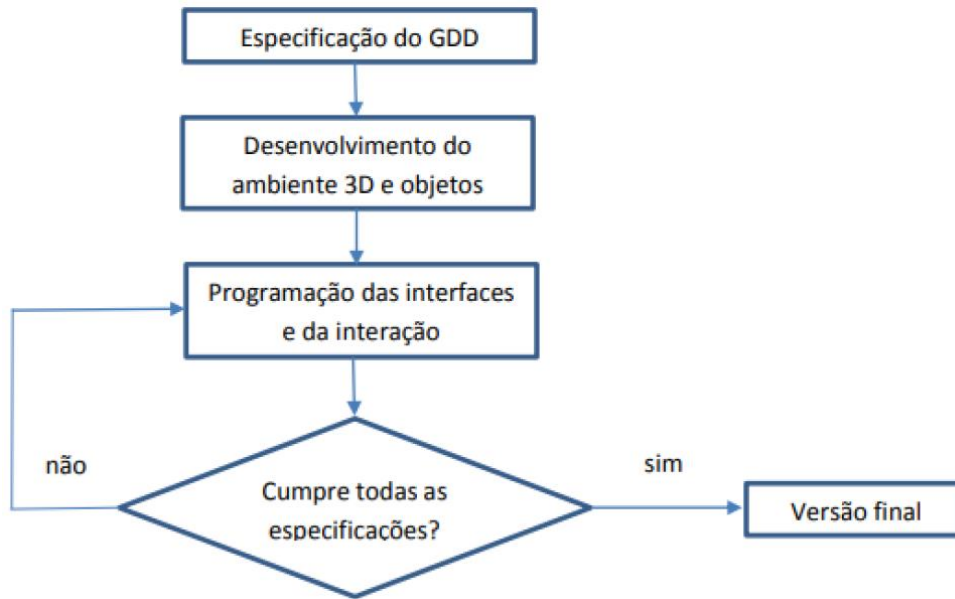 Especificação do GDD
Desenvolvimento do
ambiente 3D e objetos
Programação das interfaces
e da interação
não
sim
Cumpre todas as
especificações?
Versão final